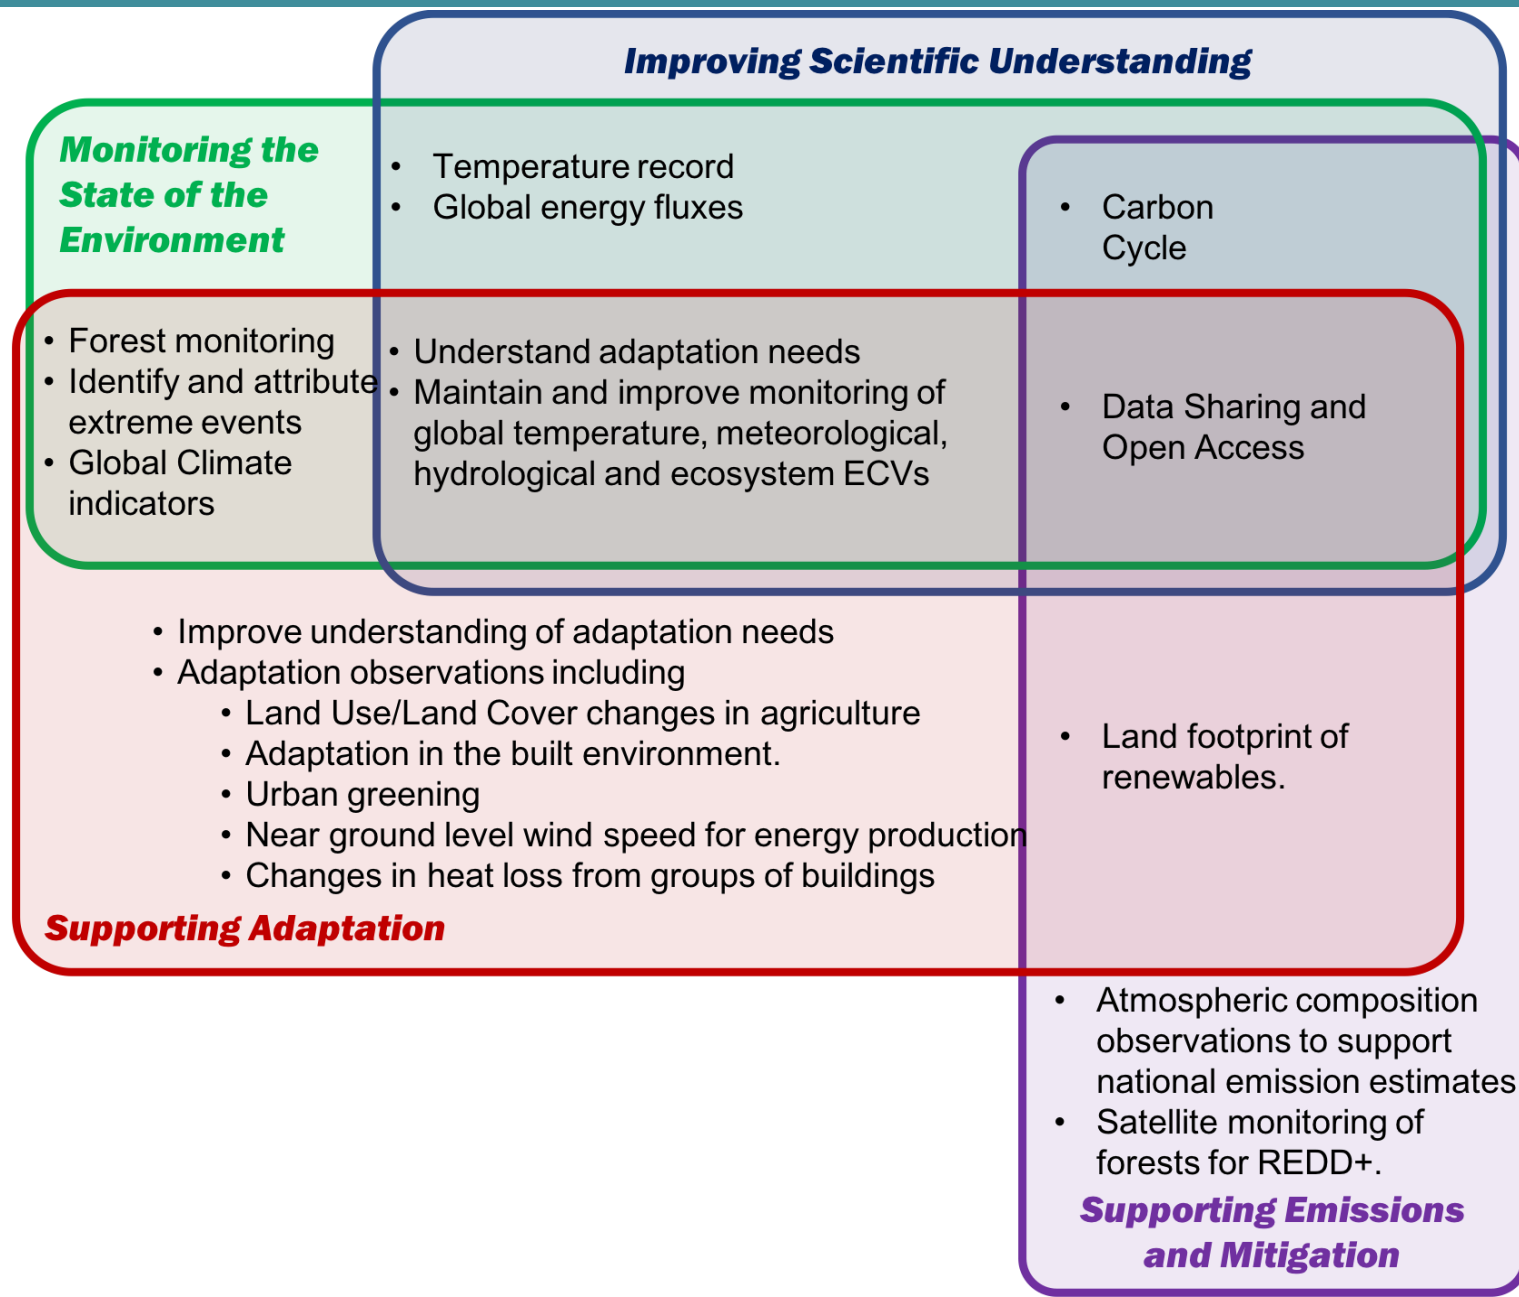 Improving Scientific Understanding
Monitoring the
State of the
Environment
• Temperature record
• Global energy fluxes
• Carbon
Cycle
• Forest monitoring
• Identify and attribute
extreme events
• Global Climate
indicators
• Understand adaptation needs
• Maintain and improve monitoring of
global temperature, meteorological,
hydrological and ecosystem ECVs
• Data Sharing and
Open Access
• Improve understanding of adaptation needs
• Adaptation observations including
• Land Use/Land Cover changes in agriculture
• Adaptation in the built environment.
• Urban greening
• Near ground level wind speed for energy production
• Changes in heat loss from groups of buildings
• Land footprint of
renewables.
Supporting Adaptation
• Atmospheric composition
observations to support
national emission estimates
• Satellite monitoring of
forests for REDD+.
Supporting Emissions
and Mitigation